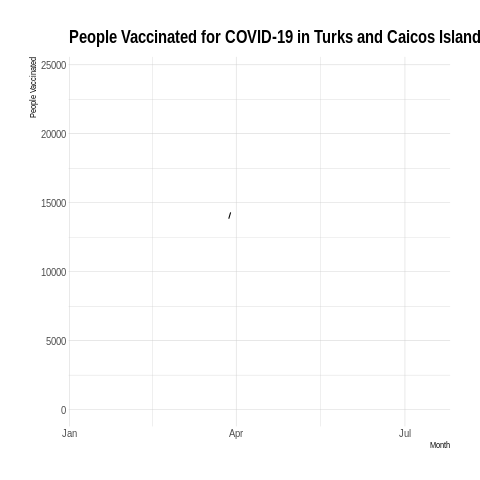 People Vaccinated for COVID-19 in Turks and Caicos Island
People Vaccinated
25000
20000
15000
10000
5000
0
Jan
Apr
Jul
Month